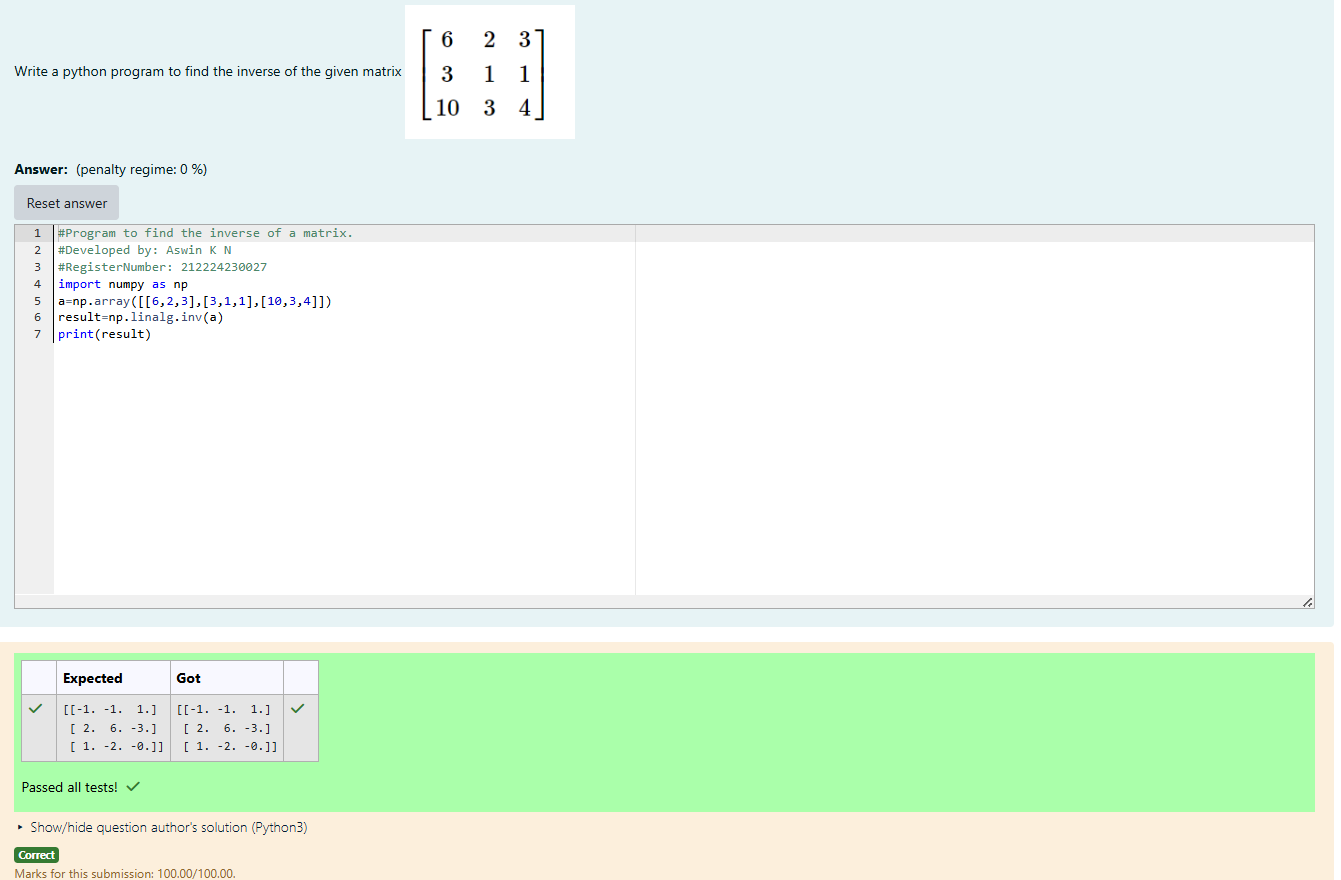 Write a python program to find the inverse of the given matrix
6 2 3
3 1 1
10 3 4
Answer: (penalty regime: 0 %)
Reset answer
1 #Program to find the inverse of a matrix.
2 #Developed by: Aswin K N
3 #RegisterNumber: 212224230027
4 import numpy as np
5 a=np.array([[6,2,3],[3,1,1],[10,3,4]])
6 result=np.linalg.inv(a)
7 print(result)
Expected Got
[[-1. -1.  1.] [[-1. -1.  1.]
[ 2.  6. -3.] [ 2.  6. -3.]
[ 1. -2. -0.]] [ 1. -2. -0.]]
Passed all tests!
Show/hide question author's solution (Python3)
Correct
Marks for this submission: 100.00/100.00.